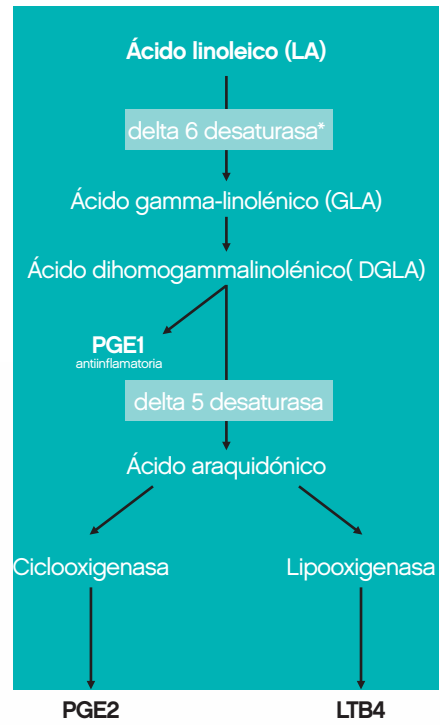 Ácido linoleico (LA)
delta 6 desaturasa*
Ácido gamma-linolénico (GLA)
Ácido dihomogammalinolénico( DGLA)
PGE1
antiinflamatoria
delta 5 desaturasa
Ácido araquidónico
Ciclooxigenasa
Lipooxigenasa
PGE2
LTB4